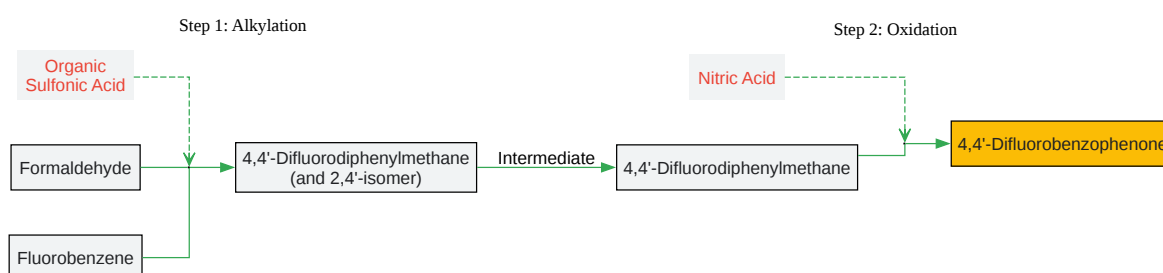 Step 1: Alkylation
Step 2: Oxidation
Organic
Sulfonic Acid
Nitric Acid
Formaldehyde
4,4'-Difluorodiphenylmethane
(and 2,4'-isomer)
Intermediate
4,4'-Difluorodiphenylmethane
4,4'-Difluorobenzophenone
Fluorobenzene